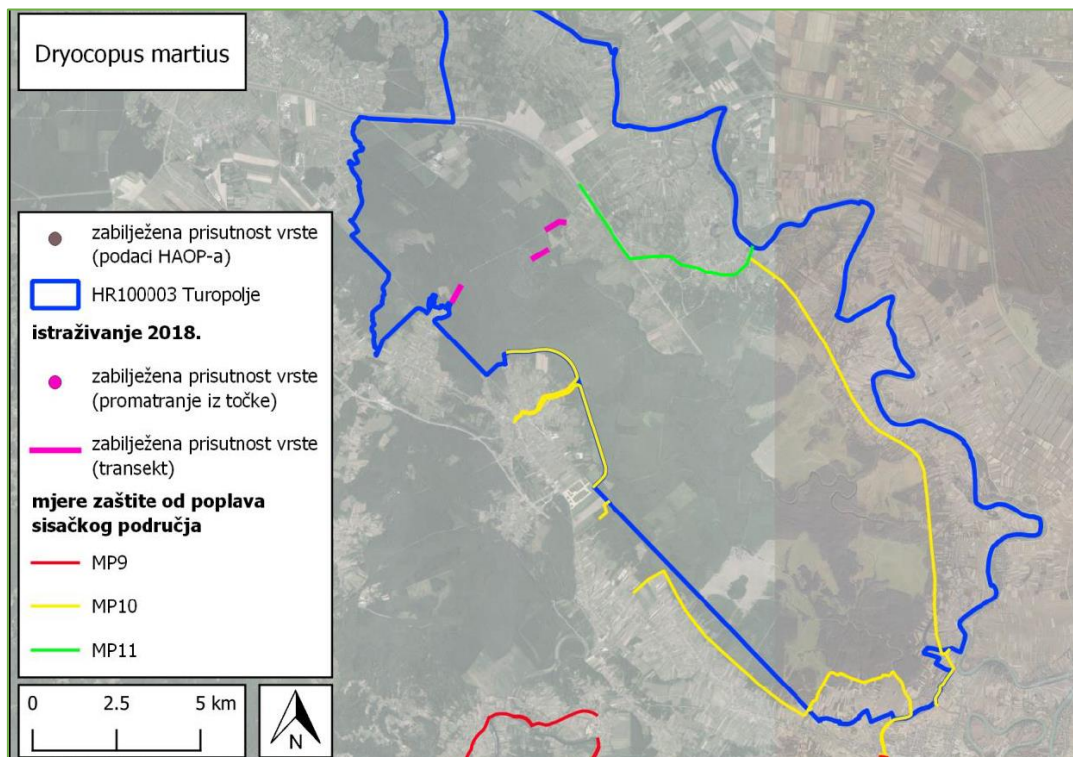 Dryocopus martius
zabilježena prisutnost vrste
(podaci HAOP-a)
HR100003 Turopolje
istraživanje 2018.
zabilježena prisutnost vrste
(promatranje iz točke)
zabilježena prisutnost vrste
(transekt)
mjere zaštite od poplava
sisačkog područja
MP9
MP10
MP11
0 2.5 5 km
N